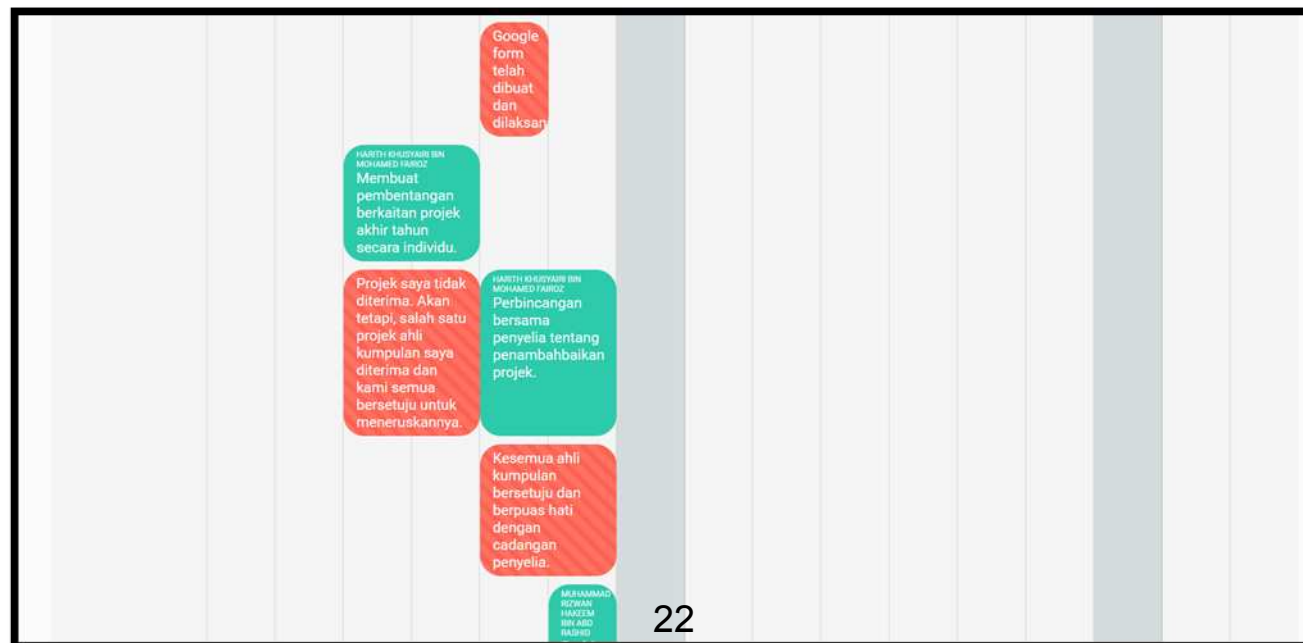 Google
form
telah
dibuat
dan
dilaksan
HARITH KHUSYAIRI BIN
MOHAMED FAIROZ
Membuat
pembentangan
berkaitan projek
akhir tahun
secara individu.
Projek saya tidak
diterima. Akan
tetapi, salah satu
projek ahli
kumpulan saya
diterima dan
kami semua
bersetuju untuk
meneruskannya.
HARITH KHUSYAIRI BIN
MOHAMED FAIROZ
Perbincangan
bersama
penyelia tentang
penambahbaikan
projek.
Kesemua ahli
kumpulan
bersetuju dan
berpuas hati
dengan
cadangan
penyelia.
MUHAMMAD
RIZWAN
HAKEEM
BIN ABD
RASHID
22